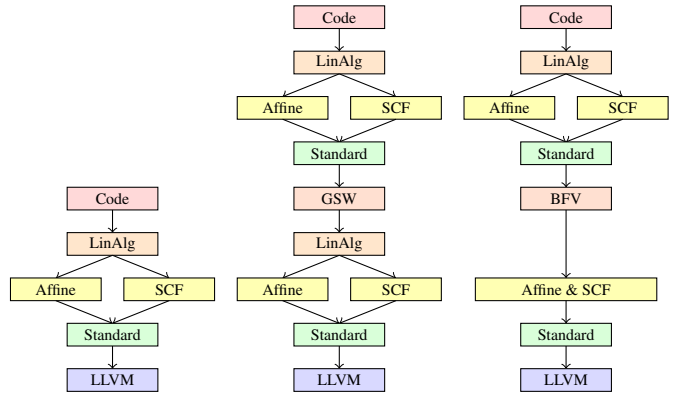 Code
LinAlg
Affine SCF
Standard
LLVM
Code
LinAlg
Affine SCF
Standard
GSW
LinAlg
Affine SCF
Standard
LLVM
Code
LinAlg
Affine SCF
Standard
BFV
Affine & SCF
Standard
LLVM